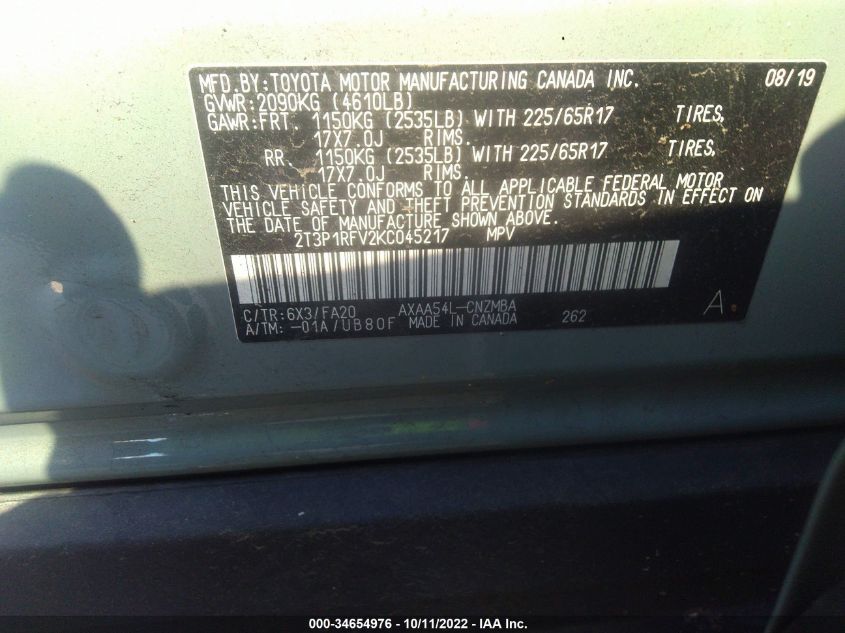 MFD.BY:TOYOTA MOTOR MANUFACTURING CANADA INC. 08/19
GVWR:2090KG (4610LB)
GAWR:FRT. 1150KG (2535LB) WITH 225/65R17 TIRES,
17X7.0J RIMS.
RR. 1150KG (2535LB) WITH 225/65R17 TIRES,
17X7.0J RIMS.
THIS VEHICLE CONFORMS TO ALL APPLICABLE FEDERAL MOTOR
VEHICLE SAFETY AND THEFT PREVENTION STANDARDS IN EFFECT ON
THE DATE OF MANUFACTURE SHOWN ABOVE.
2T3P1RFV2KC045217 MPV
C/TR:6X3/FA20 AXAA54L-CNZMBA A
A/TM:-01A/UB80F MADE IN CANADA 262
000-34654976 | 10/11/2022 - IAA Inc.